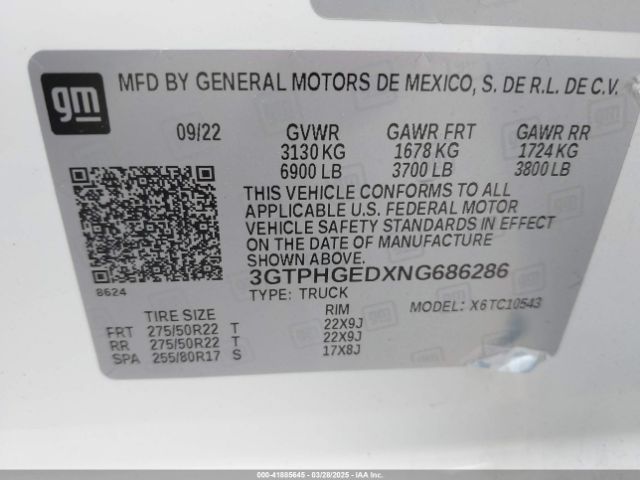 gm
MFD BY GENERAL MOTORS DE MEXICO, S. DE R.L. DE C.V.
09/22 GVWR GAWR FRT GAWR RR
3130 KG 1678 KG 1724 KG
6900 LB 3700 LB 3800 LB
THIS VEHICLE CONFORMS TO ALL
APPLICABLE U.S. FEDERAL MOTOR
VEHICLE SAFETY STANDARDS IN EFFECT
ON THE DATE OF MANUFACTURE
SHOWN ABOVE.
3GTPHGEDXNG686286
8624
TYPE: TRUCK MODEL: X6TC10543
TIRE SIZE RIM
FRT 275/50R22 T 22X9J
RR 275/50R22 T 22X9J
SPA 255/80R17 S 17X8J
000-41885645 - 03/28/2025 - IAAI.COM